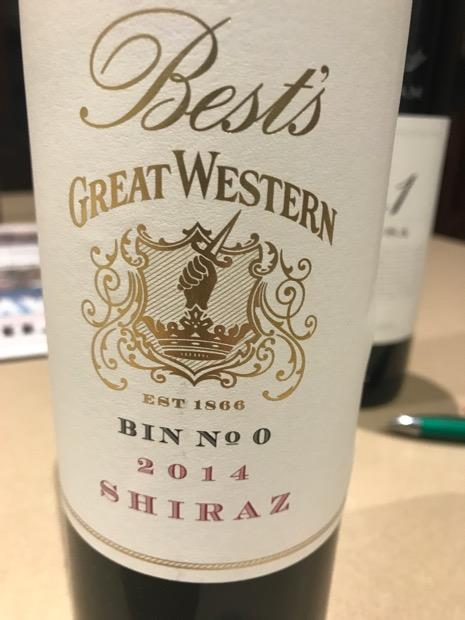 Best's
GREAT WESTERN
EST 1866
BIN No 0
2014
SHIRAZ